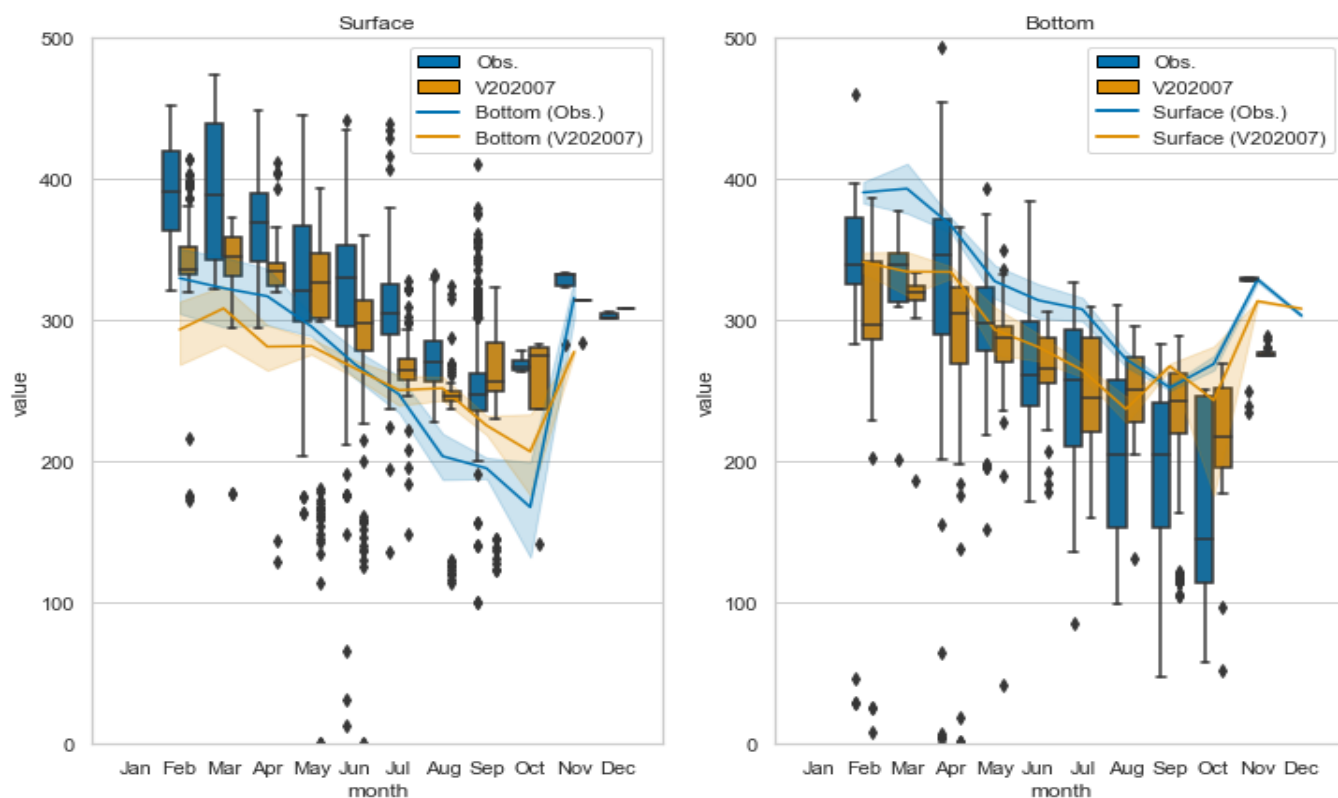 Surface
500
400
300
200
100
0
value
Jan Feb Mar Apr May Jun Jul Aug Sep Oct Nov Dec
month
Obs.
V202007
Bottom (Obs.)
Bottom (V202007)
Bottom
500
400
300
200
100
0
value
Jan Feb Mar Apr May Jun Jul Aug Sep Oct Nov Dec
month
Obs.
V202007
Surface (Obs.)
Surface (V202007)